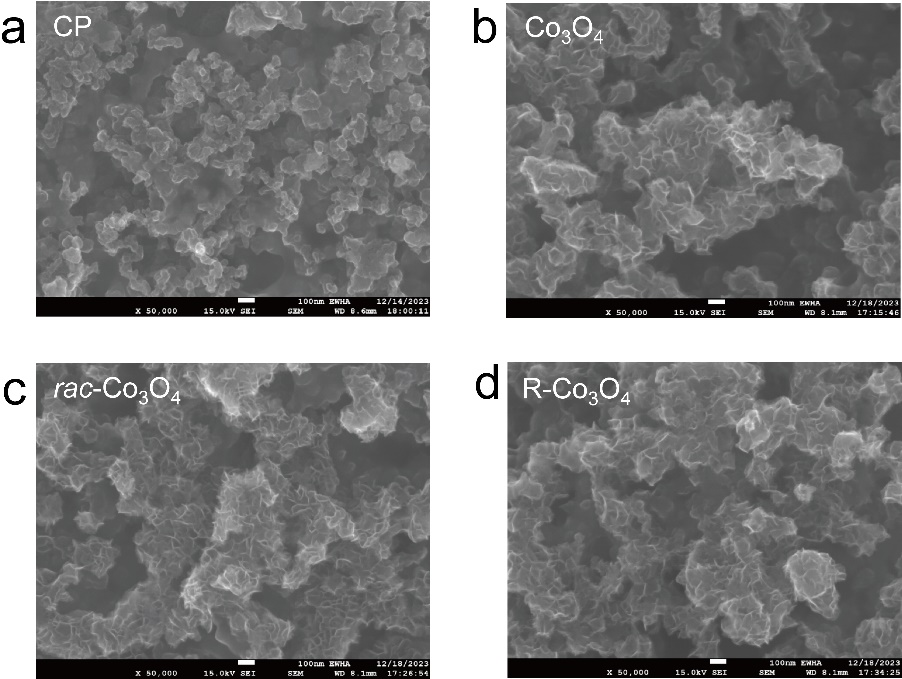 a
CP
100nm EWHA 12/14/2023
X 50,000 15.0kV SEI SEM WD 8.6mm 18:00:11
b
Co₃O₄
100nm EWHA 12/18/2023
X 50,000 15.0kV SEI SEM WD 8.1mm 17:15:46
c
rac-Co₃O₄
100nm EWHA 12/18/2023
X 50,000 15.0kV SEI SEM WD 8.1mm 17:26:54
d
R-Co₃O₄
100nm EWHA 12/18/2023
X 50,000 15.0kV SEI SEM WD 8.1mm 17:34:25